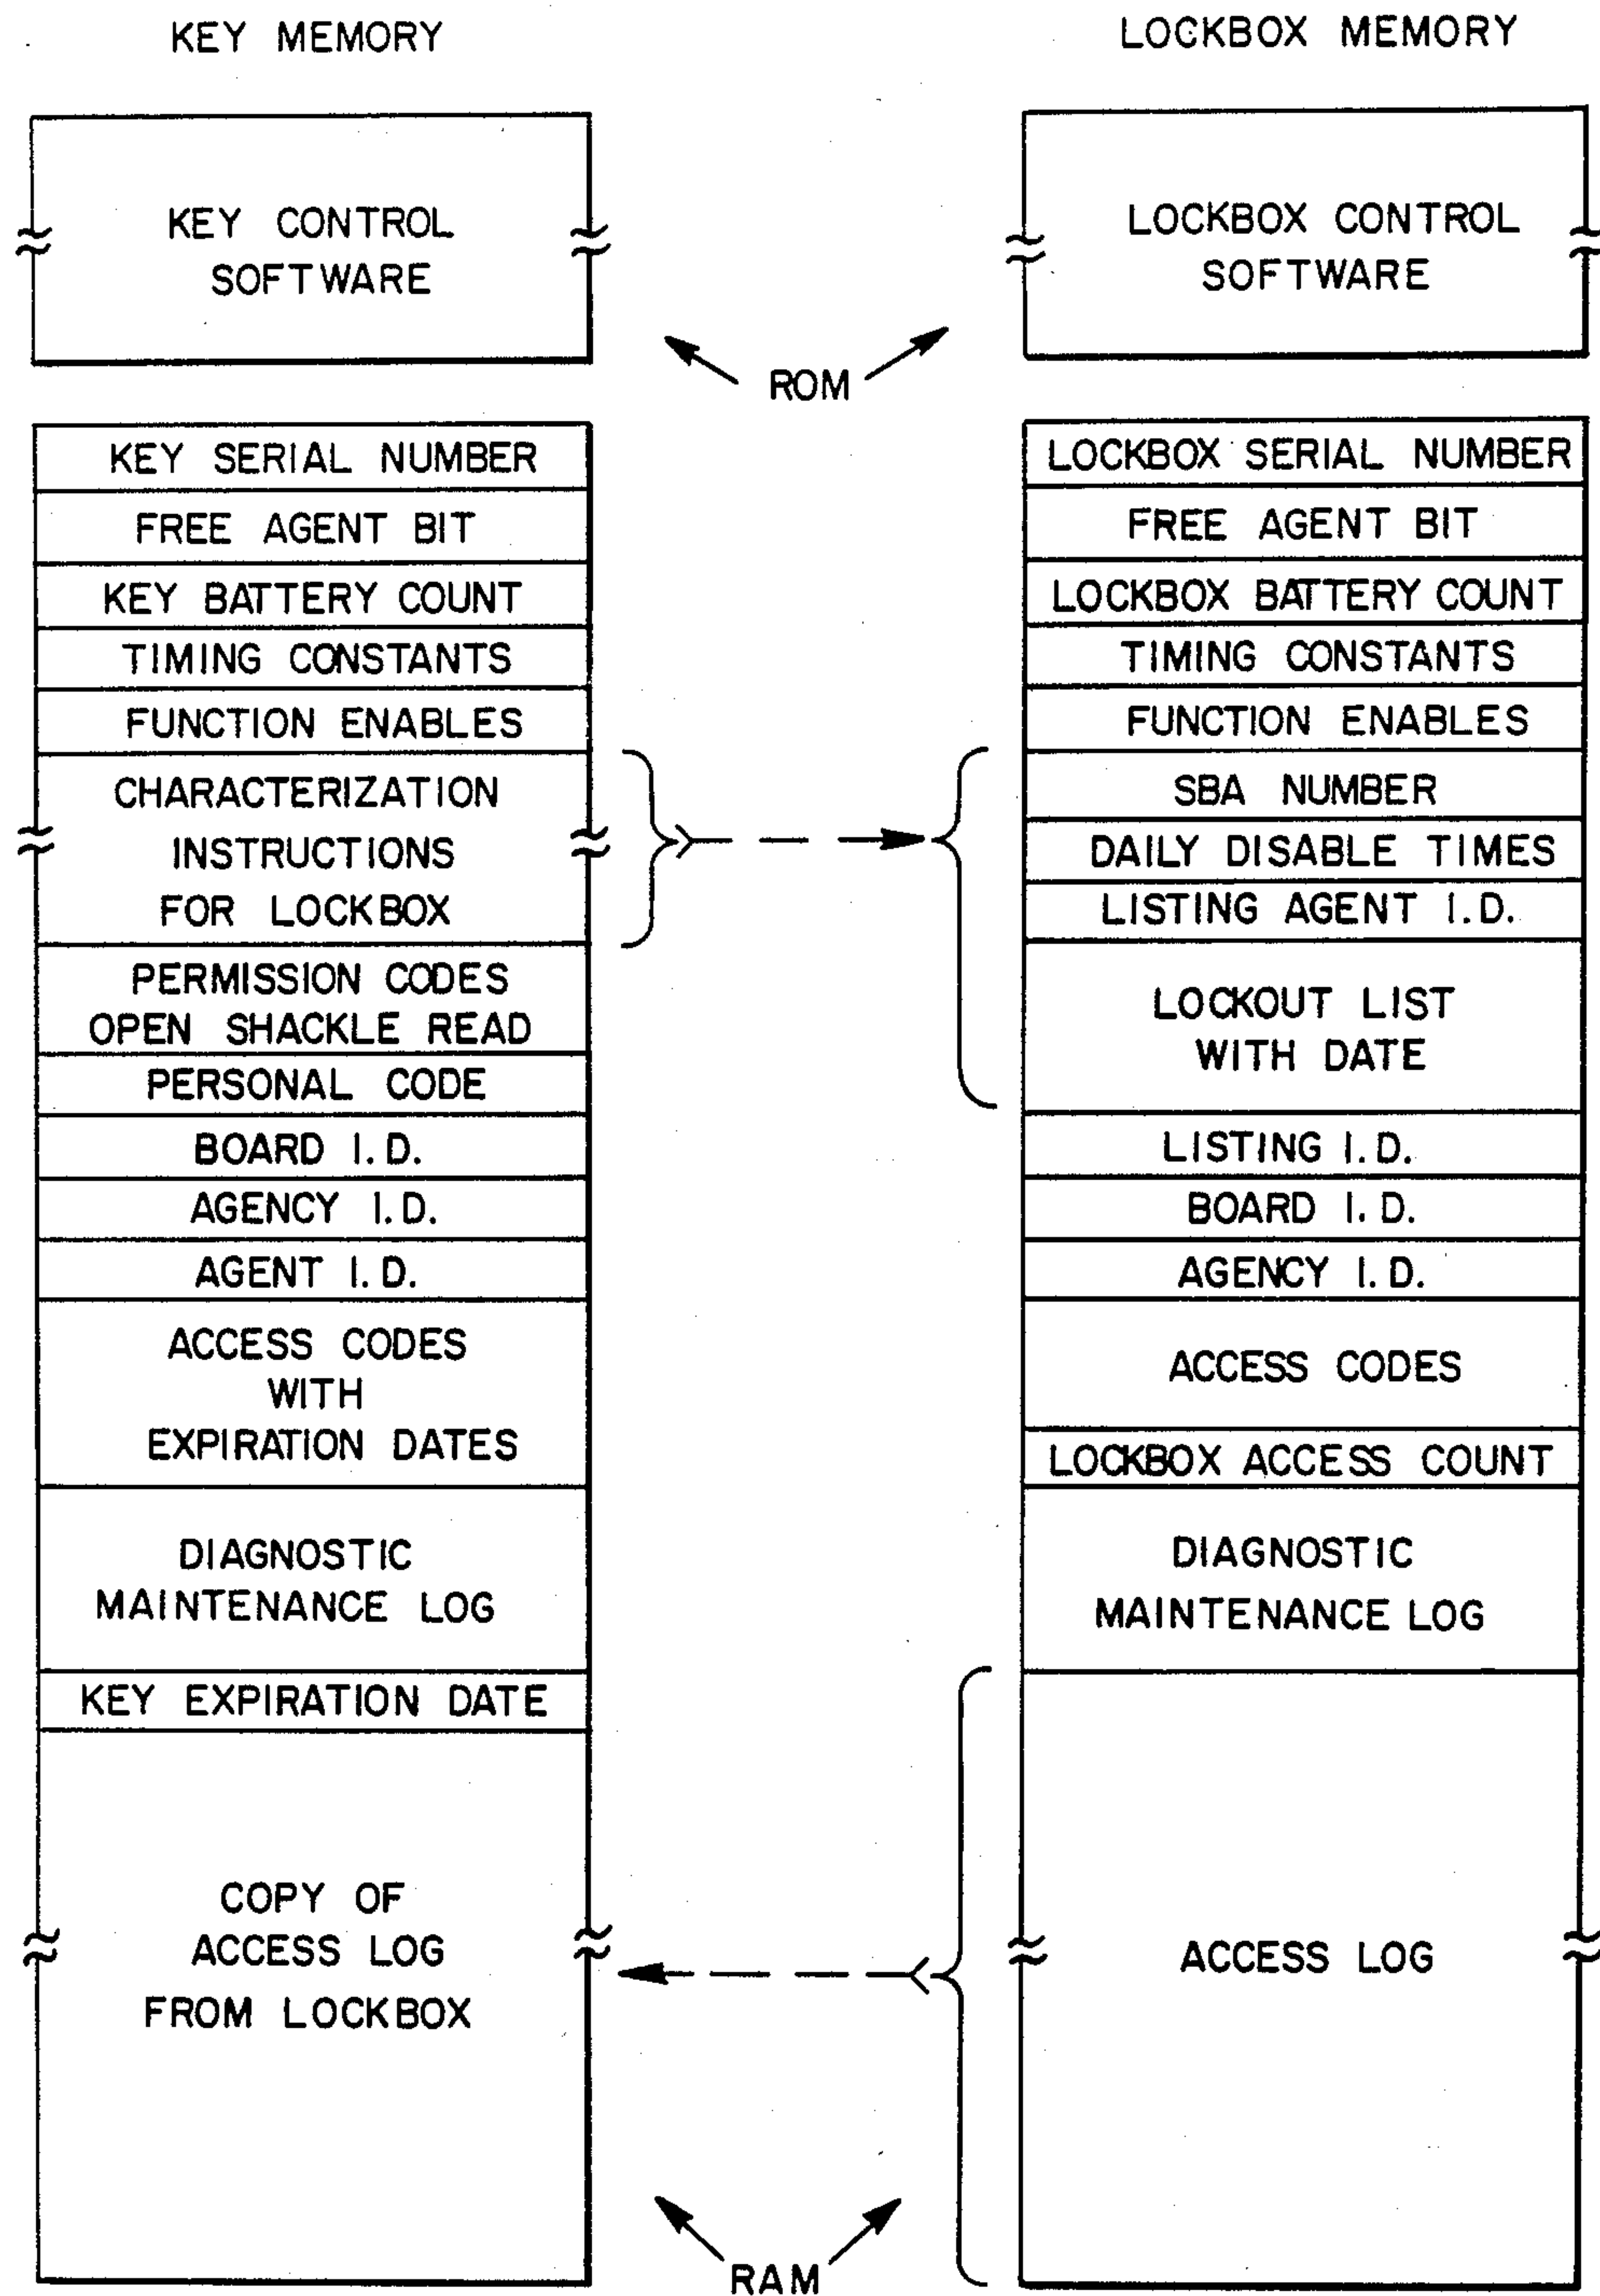 KEY MEMORY
KEY CONTROL
SOFTWARE
KEY SERIAL NUMBER
FREE AGENT BIT
KEY BATTERY COUNT
TIMING CONSTANTS
FUNCTION ENABLES
CHARACTERIZATION
INSTRUCTIONS
FOR LOCKBOX
PERMISSION CODES
OPEN SHACKLE READ
PERSONAL CODE
BOARD I.D.
AGENCY I.D.
AGENT I.D.
ACCESS CODES
WITH
EXPIRATION DATES
DIAGNOSTIC
MAINTENANCE LOG
KEY EXPIRATION DATE
COPY OF
ACCESS LOG
FROM LOCKBOX
ROM
RAM
LOCKBOX MEMORY
LOCKBOX CONTROL
SOFTWARE
LOCKBOX SERIAL NUMBER
FREE AGENT BIT
LOCKBOX BATTERY COUNT
TIMING CONSTANTS
FUNCTION ENABLES
SBA NUMBER
DAILY DISABLE TIMES
LISTING AGENT I.D.
LOCKOUT LIST
WITH DATE
LISTING I.D.
BOARD I.D.
AGENCY I.D.
ACCESS CODES
LOCKBOX ACCESS COUNT
DIAGNOSTIC
MAINTENANCE LOG
ACCESS LOG